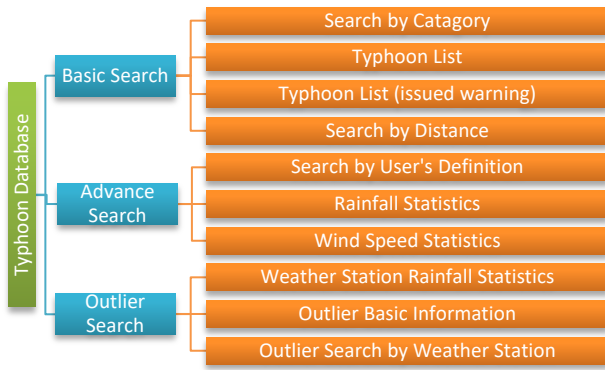 Typhoon Database
Basic Search
Search by Catagory
Typhoon List
Typhoon List (issued warning)
Search by Distance
Advance
Search
Search by User's Definition
Rainfall Statistics
Wind Speed Statistics
Outlier
Search
Weather Station Rainfall Statistics
Outlier Basic Information
Outlier Search by Weather Station